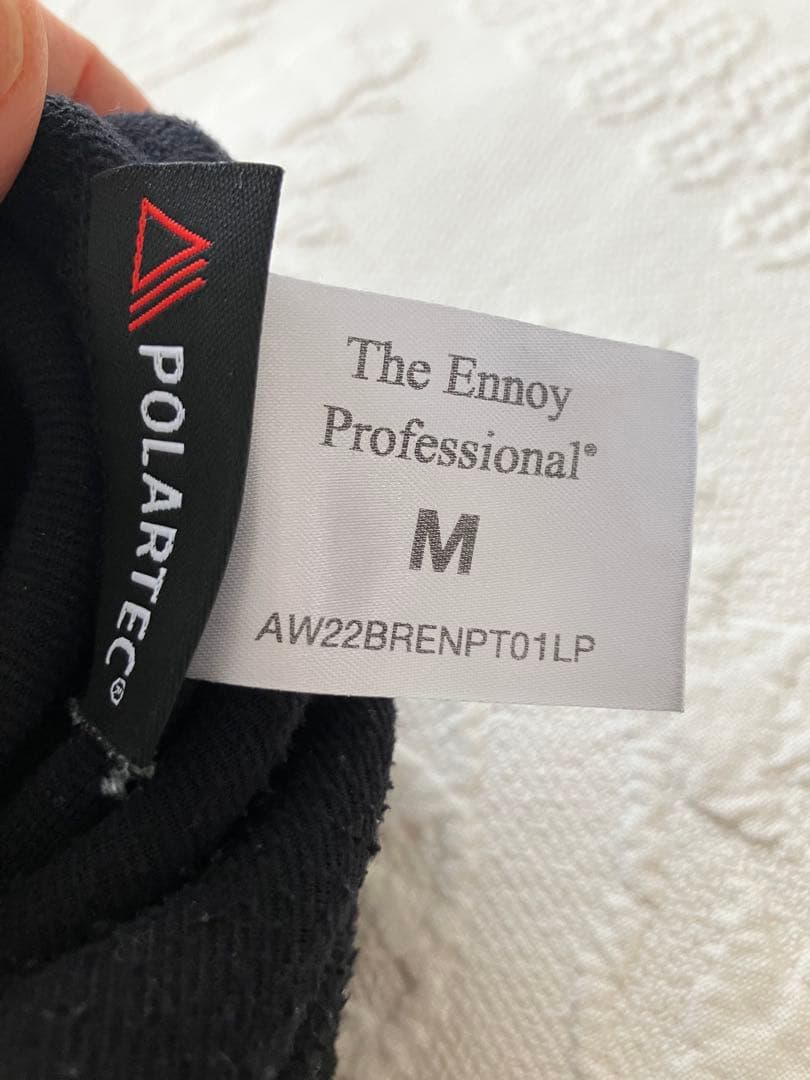 POLARTEC®
The Ennoy
Professional®
M
AW22BRENPT01LP